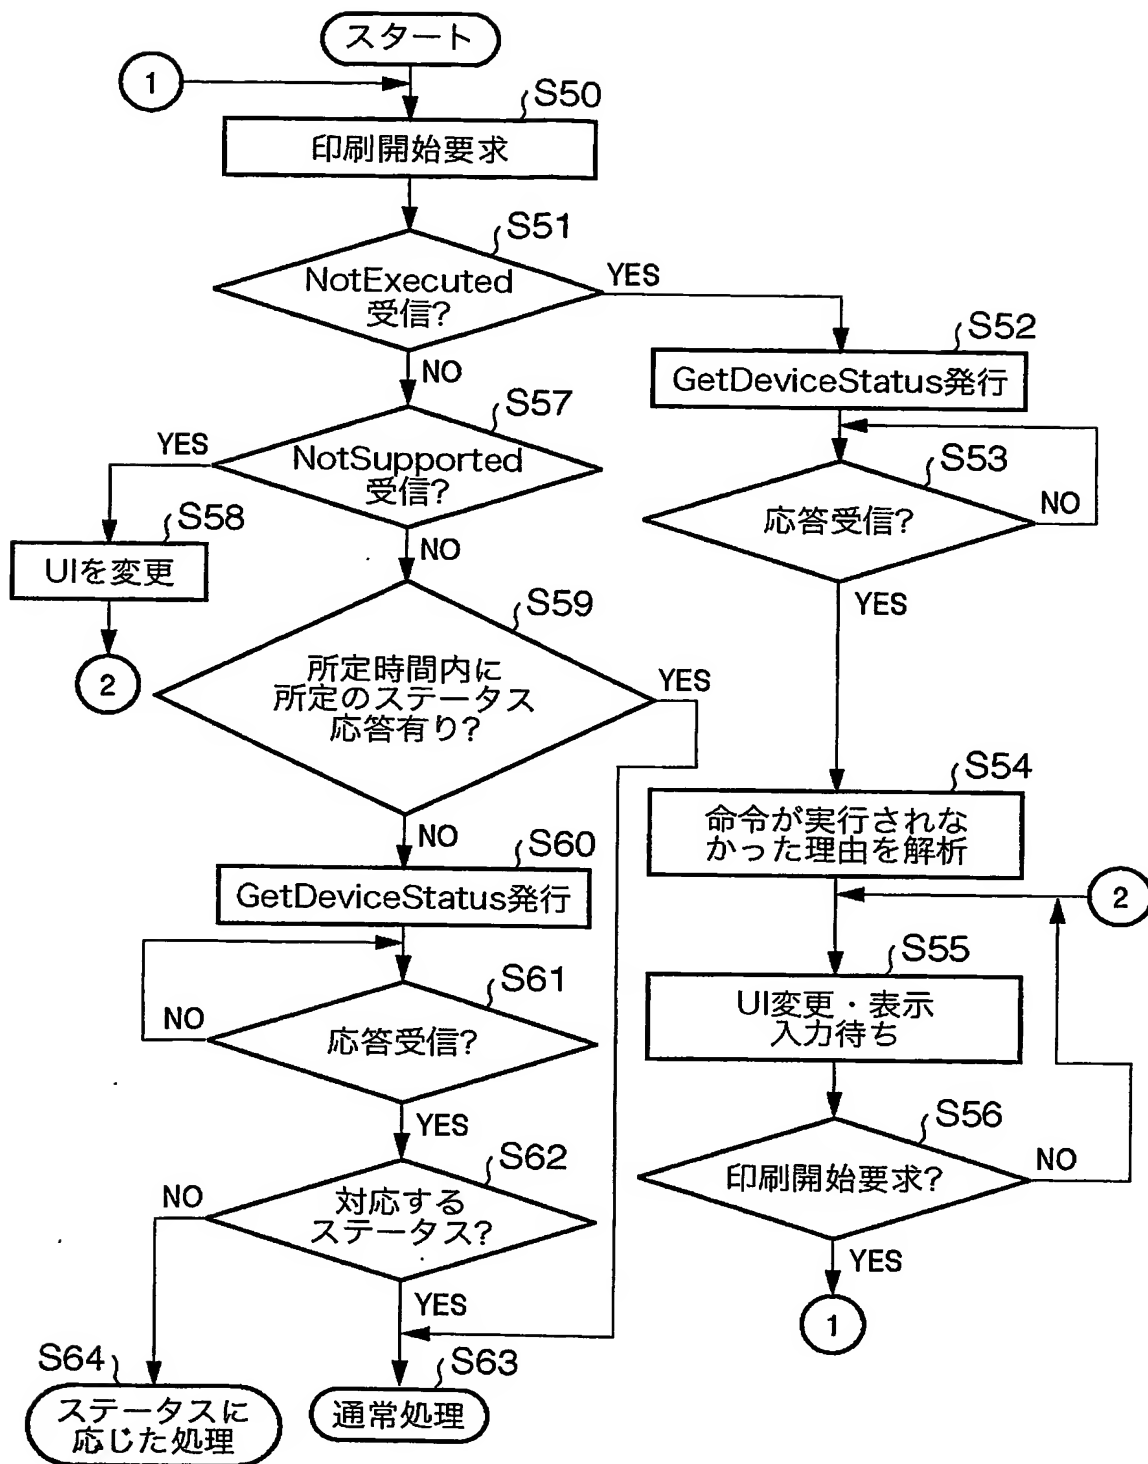 スタート
1
S50
印刷開始要求
S51
NotExecuted
受信?
YES
NO
S52
GetDeviceStatus発行
S53
応答受信?
NO
YES
S54
命令が実行されな
かった理由を解析
2
S55
UI変更・表示
入力待ち
S56
印刷開始要求?
NO
YES
1
S57
NotSupported
受信?
YES
NO
S58
UIを変更
2
S59
所定時間内に
所定のステータス
応答有り?
YES
NO
S60
GetDeviceStatus発行
S61
応答受信?
NO
YES
S62
対応する
ステータス?
NO
YES
S63
通常処理
S64
ステータスに
応じた処理